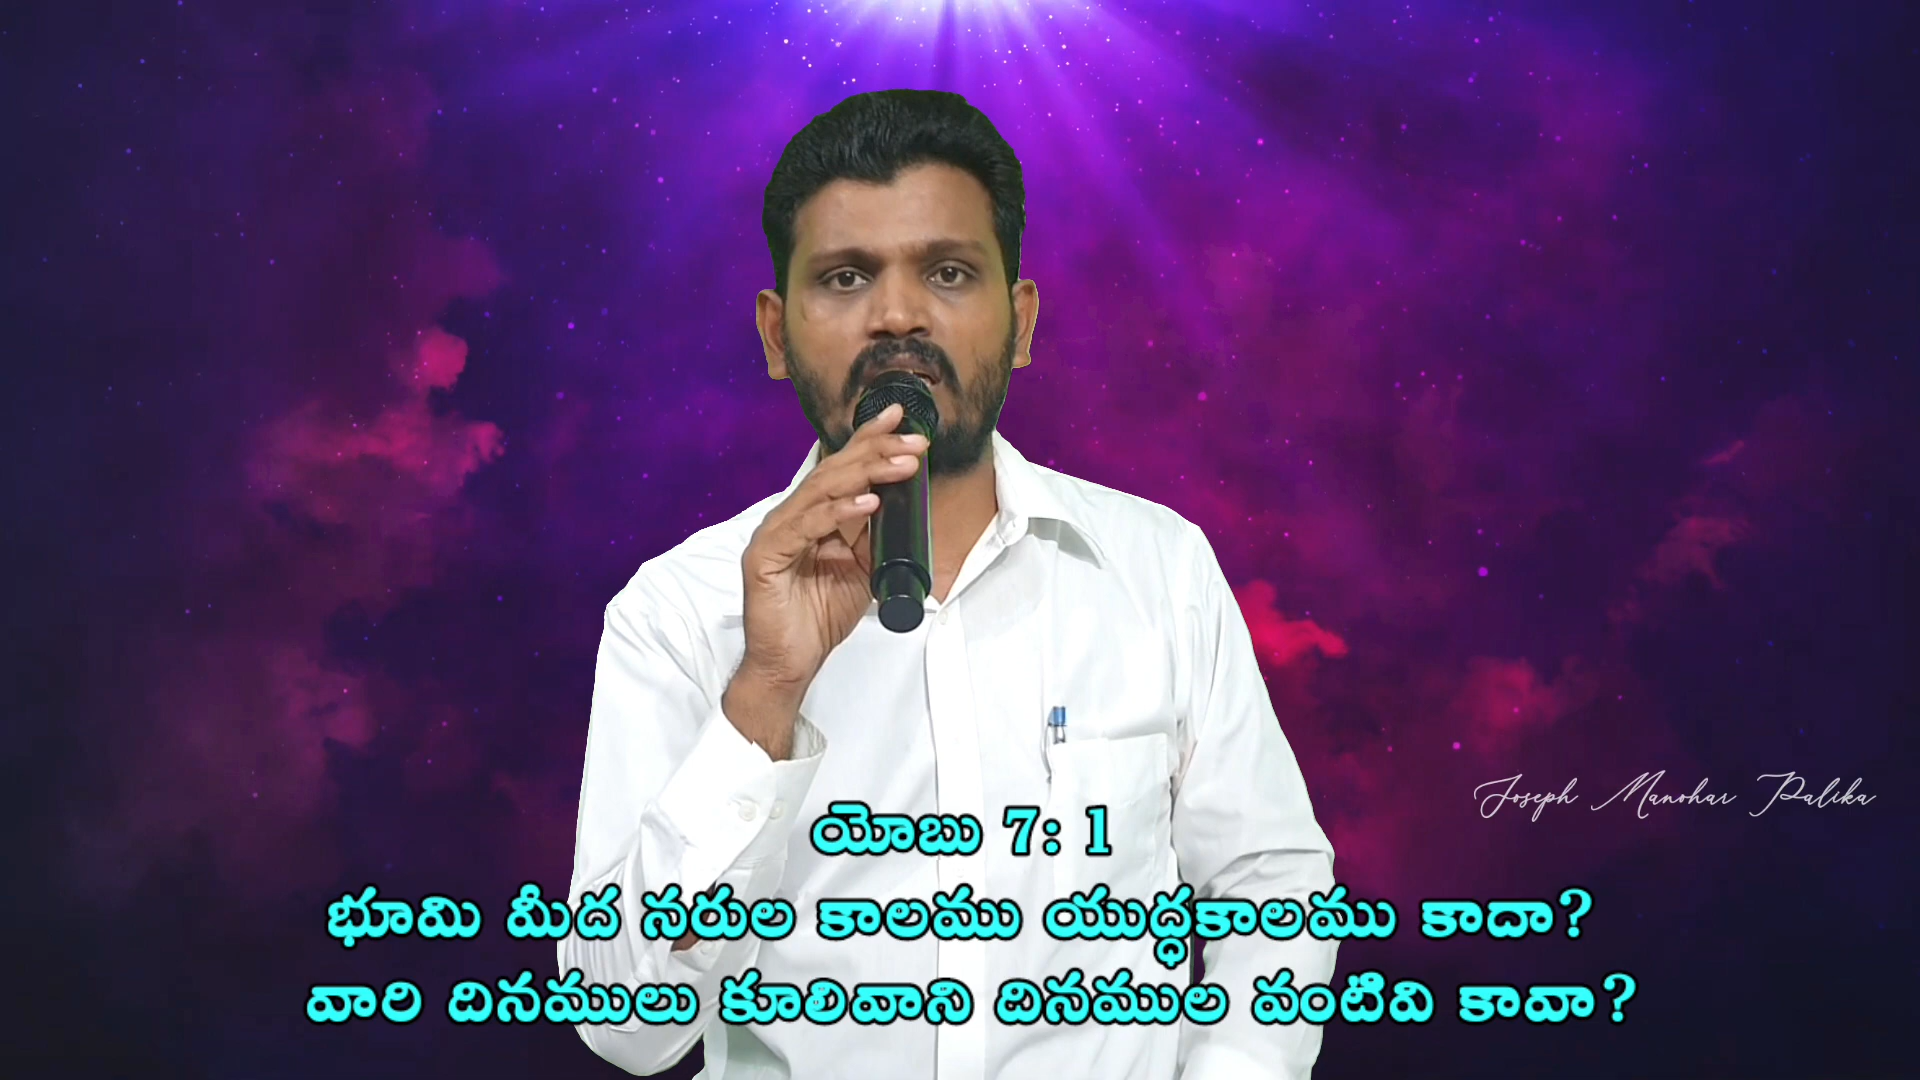 యోబు 7: 1
భూమి మీద నరుల కాలము యుద్ధకాలము కాదా?
వారి దినములు కూలివాని దినముల వంటివి కావా?
Joseph Manohar Palika